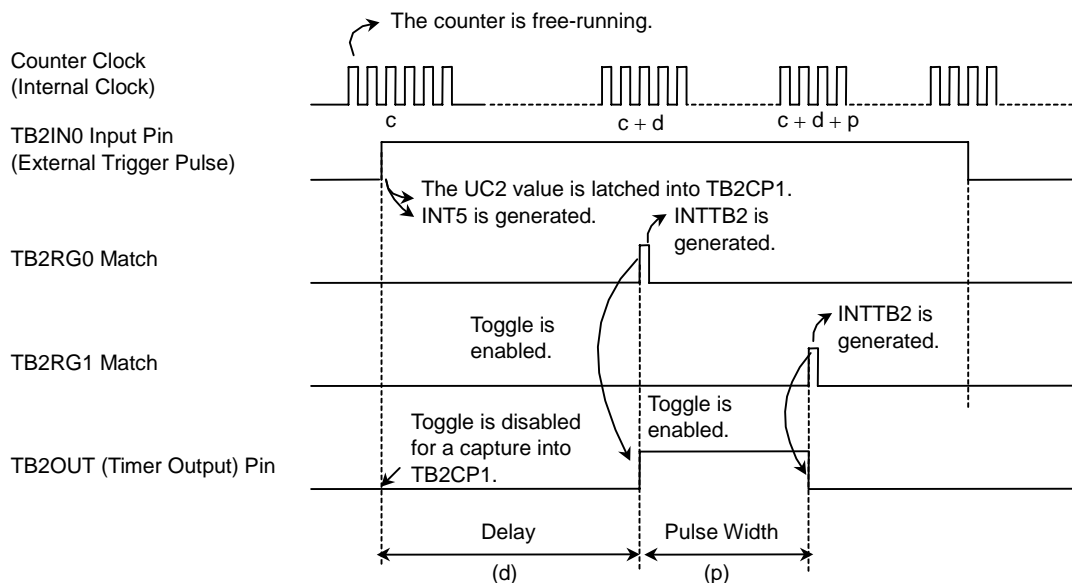 The counter is free-running.
Counter Clock
(Internal Clock)
c
c + d
c + d + p
TB2IN0 Input Pin
(External Trigger Pulse)
The UC2 value is latched into TB2CP1.
INT5 is generated.
INTTB2 is
generated.
TB2RG0 Match
Toggle is
enabled.
INTTB2 is
generated.
TB2RG1 Match
Toggle is disabled
for a capture into
TB2CP1.
Toggle is
enabled.
TB2OUT (Timer Output) Pin
Delay
Pulse Width
(d)
(p)